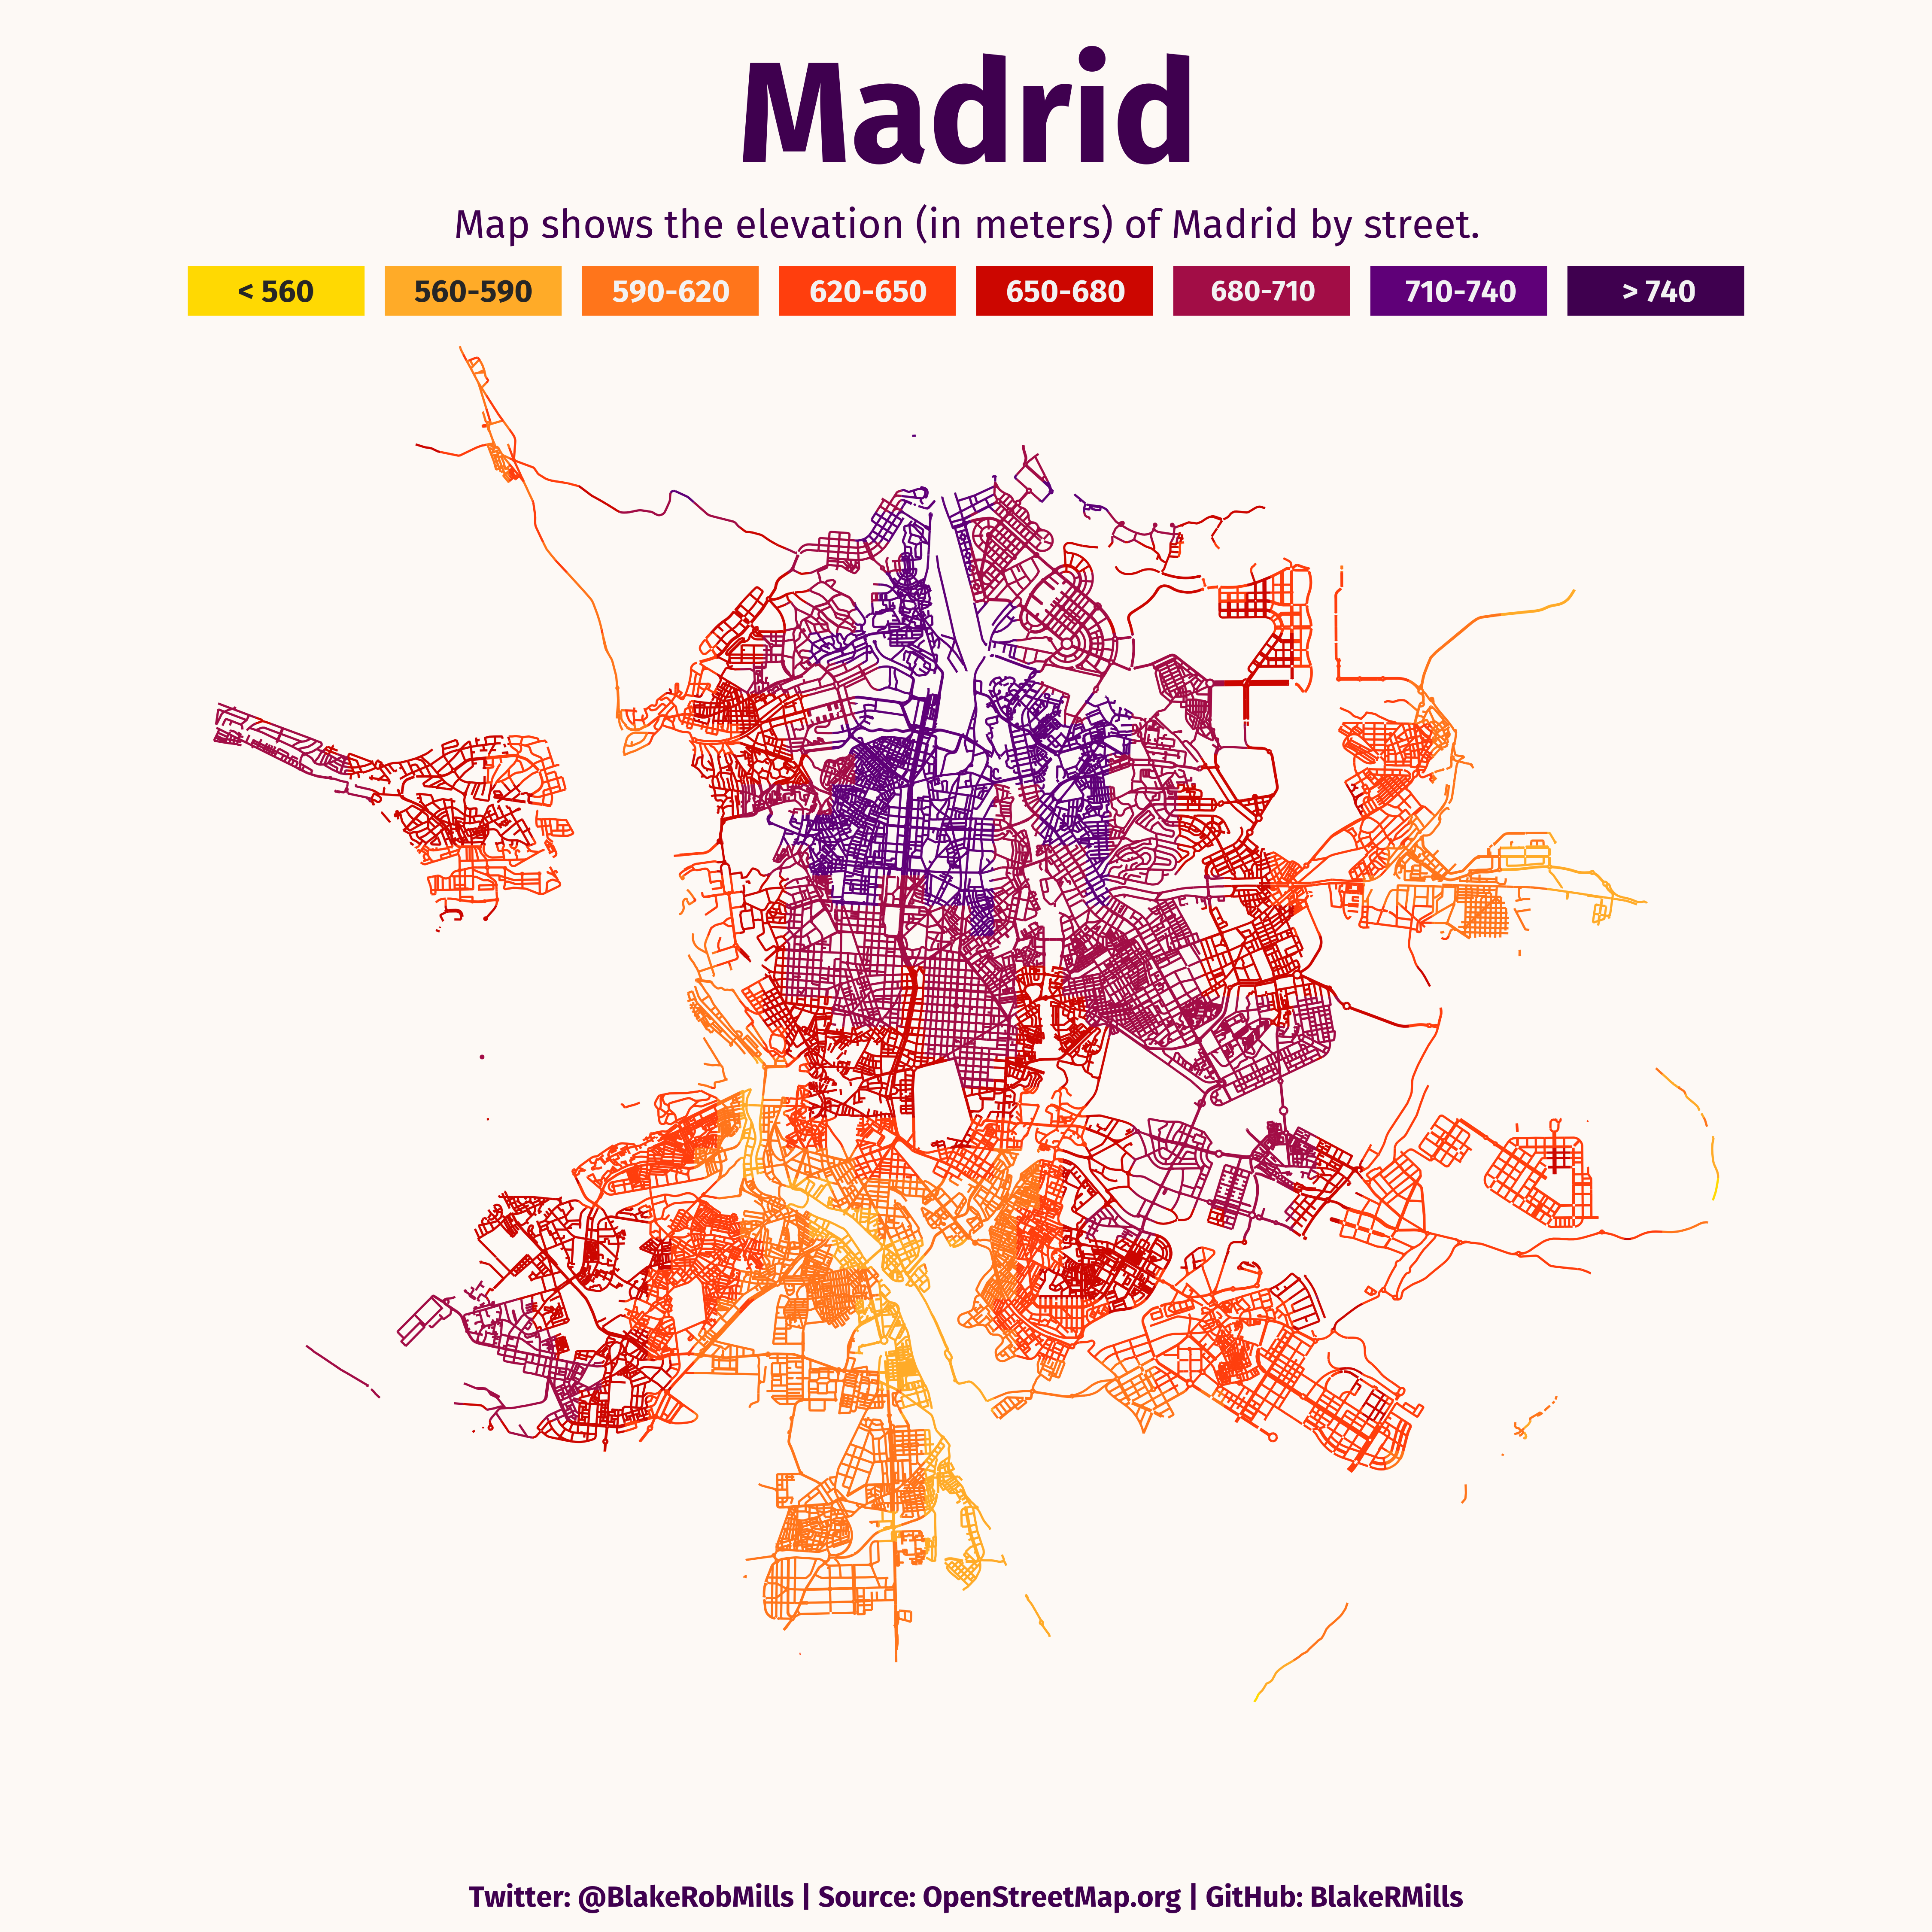 Madrid
Map shows the elevation (in meters) of Madrid by street.
< 560 560-590 590-620 620-650 650-680 680-710 710-740 > 740
Twitter: @BlakeRobMills | Source: OpenStreetMap.org | GitHub: BlakeRMills